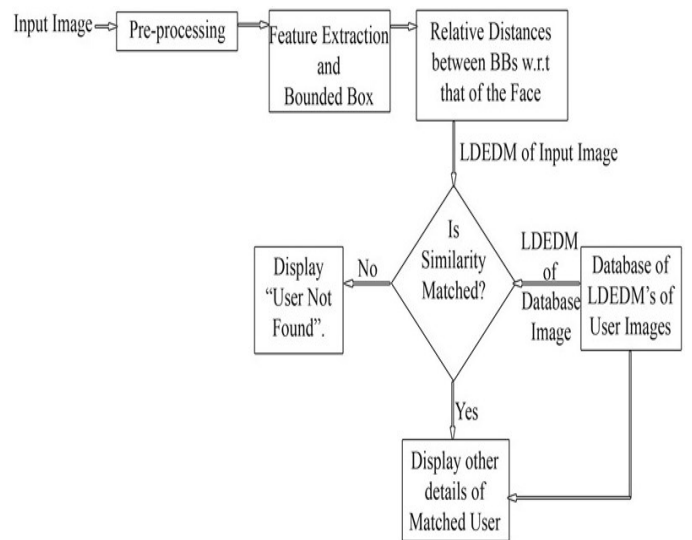 Input Image
Pre-processing
Feature Extraction
and
Bounded Box
Relative Distances
between BBs w.r.t
that of the Face
LDEDM of Input Image
Is
Similarity
Matched?
No
Display
“User Not
Found”.
LDEDM
of
Database
Image
Database of
LDEDM’s of
User Images
Yes
Display other
details of
Matched User